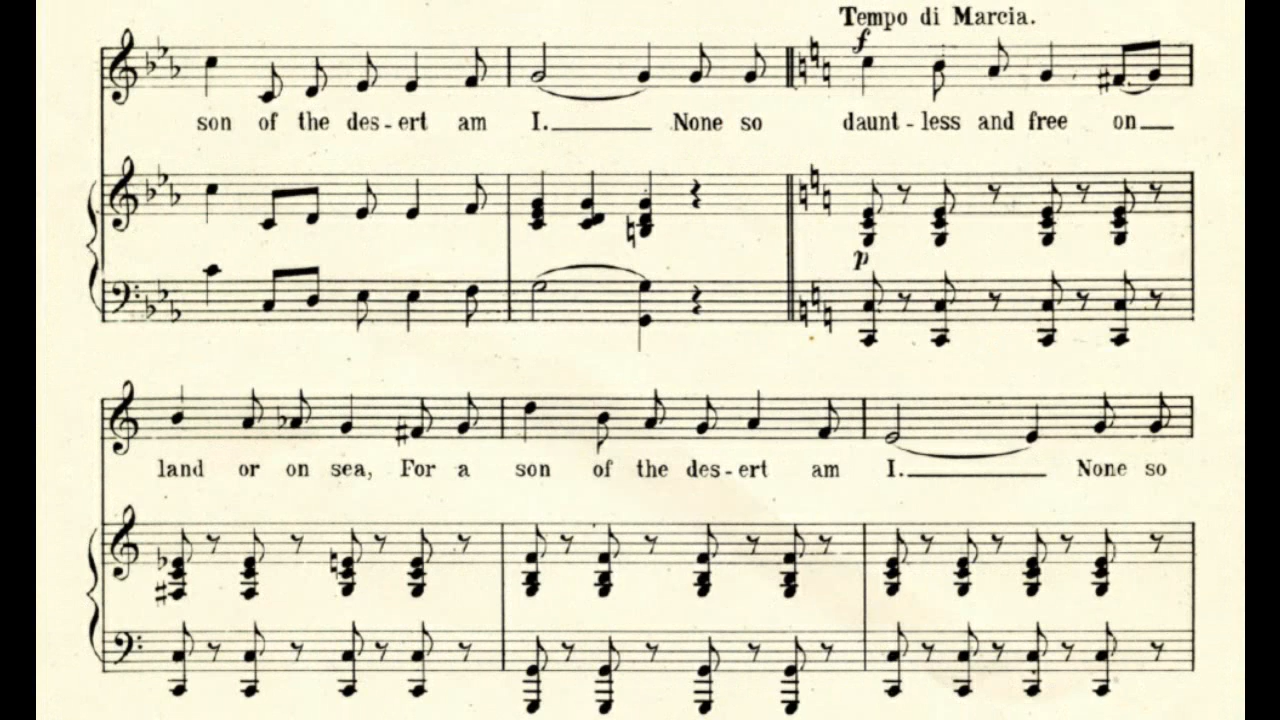 Tempo di Marcia.
f
son of the des-ert am I. None so daunt-less and free on
p
land or on sea, For a son of the des-ert am I. None so